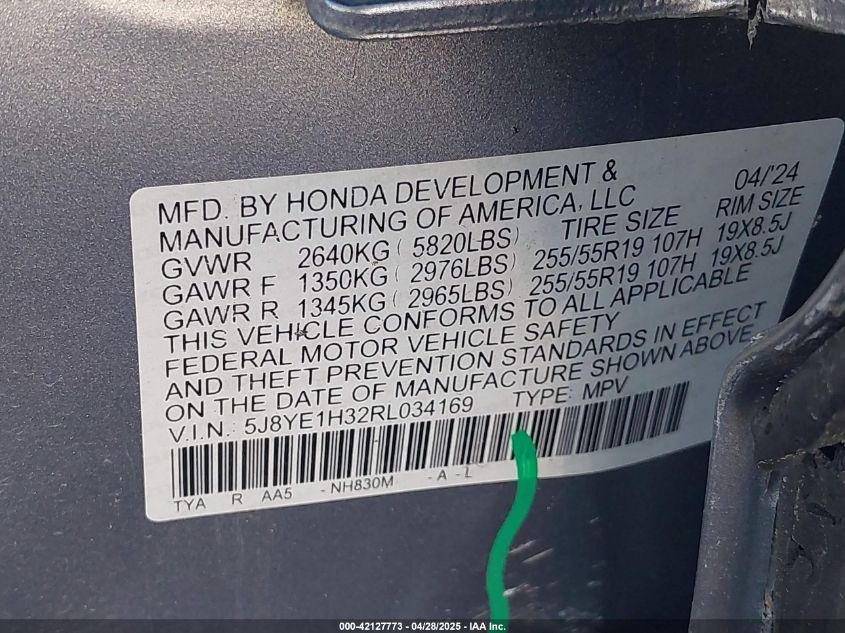 MFD. BY HONDA DEVELOPMENT & 04/'24
MANUFACTURING OF AMERICA, LLC
TIRE SIZE RIM SIZE
GVWR 2640KG ( 5820LBS)
GAWR F 1350KG ( 2976LBS) 255/55R19 107H 19X8.5J
GAWR R 1345KG ( 2965LBS) 255/55R19 107H 19X8.5J
THIS VEHICLE CONFORMS TO ALL APPLICABLE
FEDERAL MOTOR VEHICLE SAFETY
AND THEFT PREVENTION STANDARDS IN EFFECT
ON THE DATE OF MANUFACTURE SHOWN ABOVE
V.I.N.: 5J8YE1H32RL034169 TYPE: MPV
TYA R AA5 -NH830M -A -L
000-42127773 - 04/28/2025 - IAA Inc.